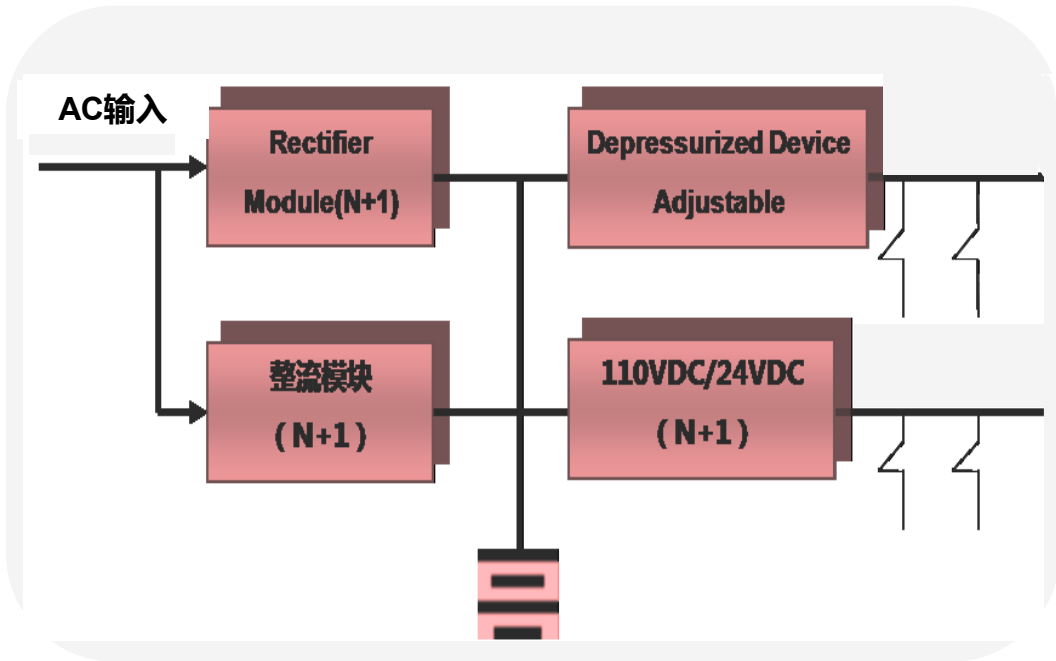 AC输入
Rectifier
Module(N+1)
Depressurized Device
Adjustable
整流模块
(N+1)
110VDC/24VDC
(N+1)